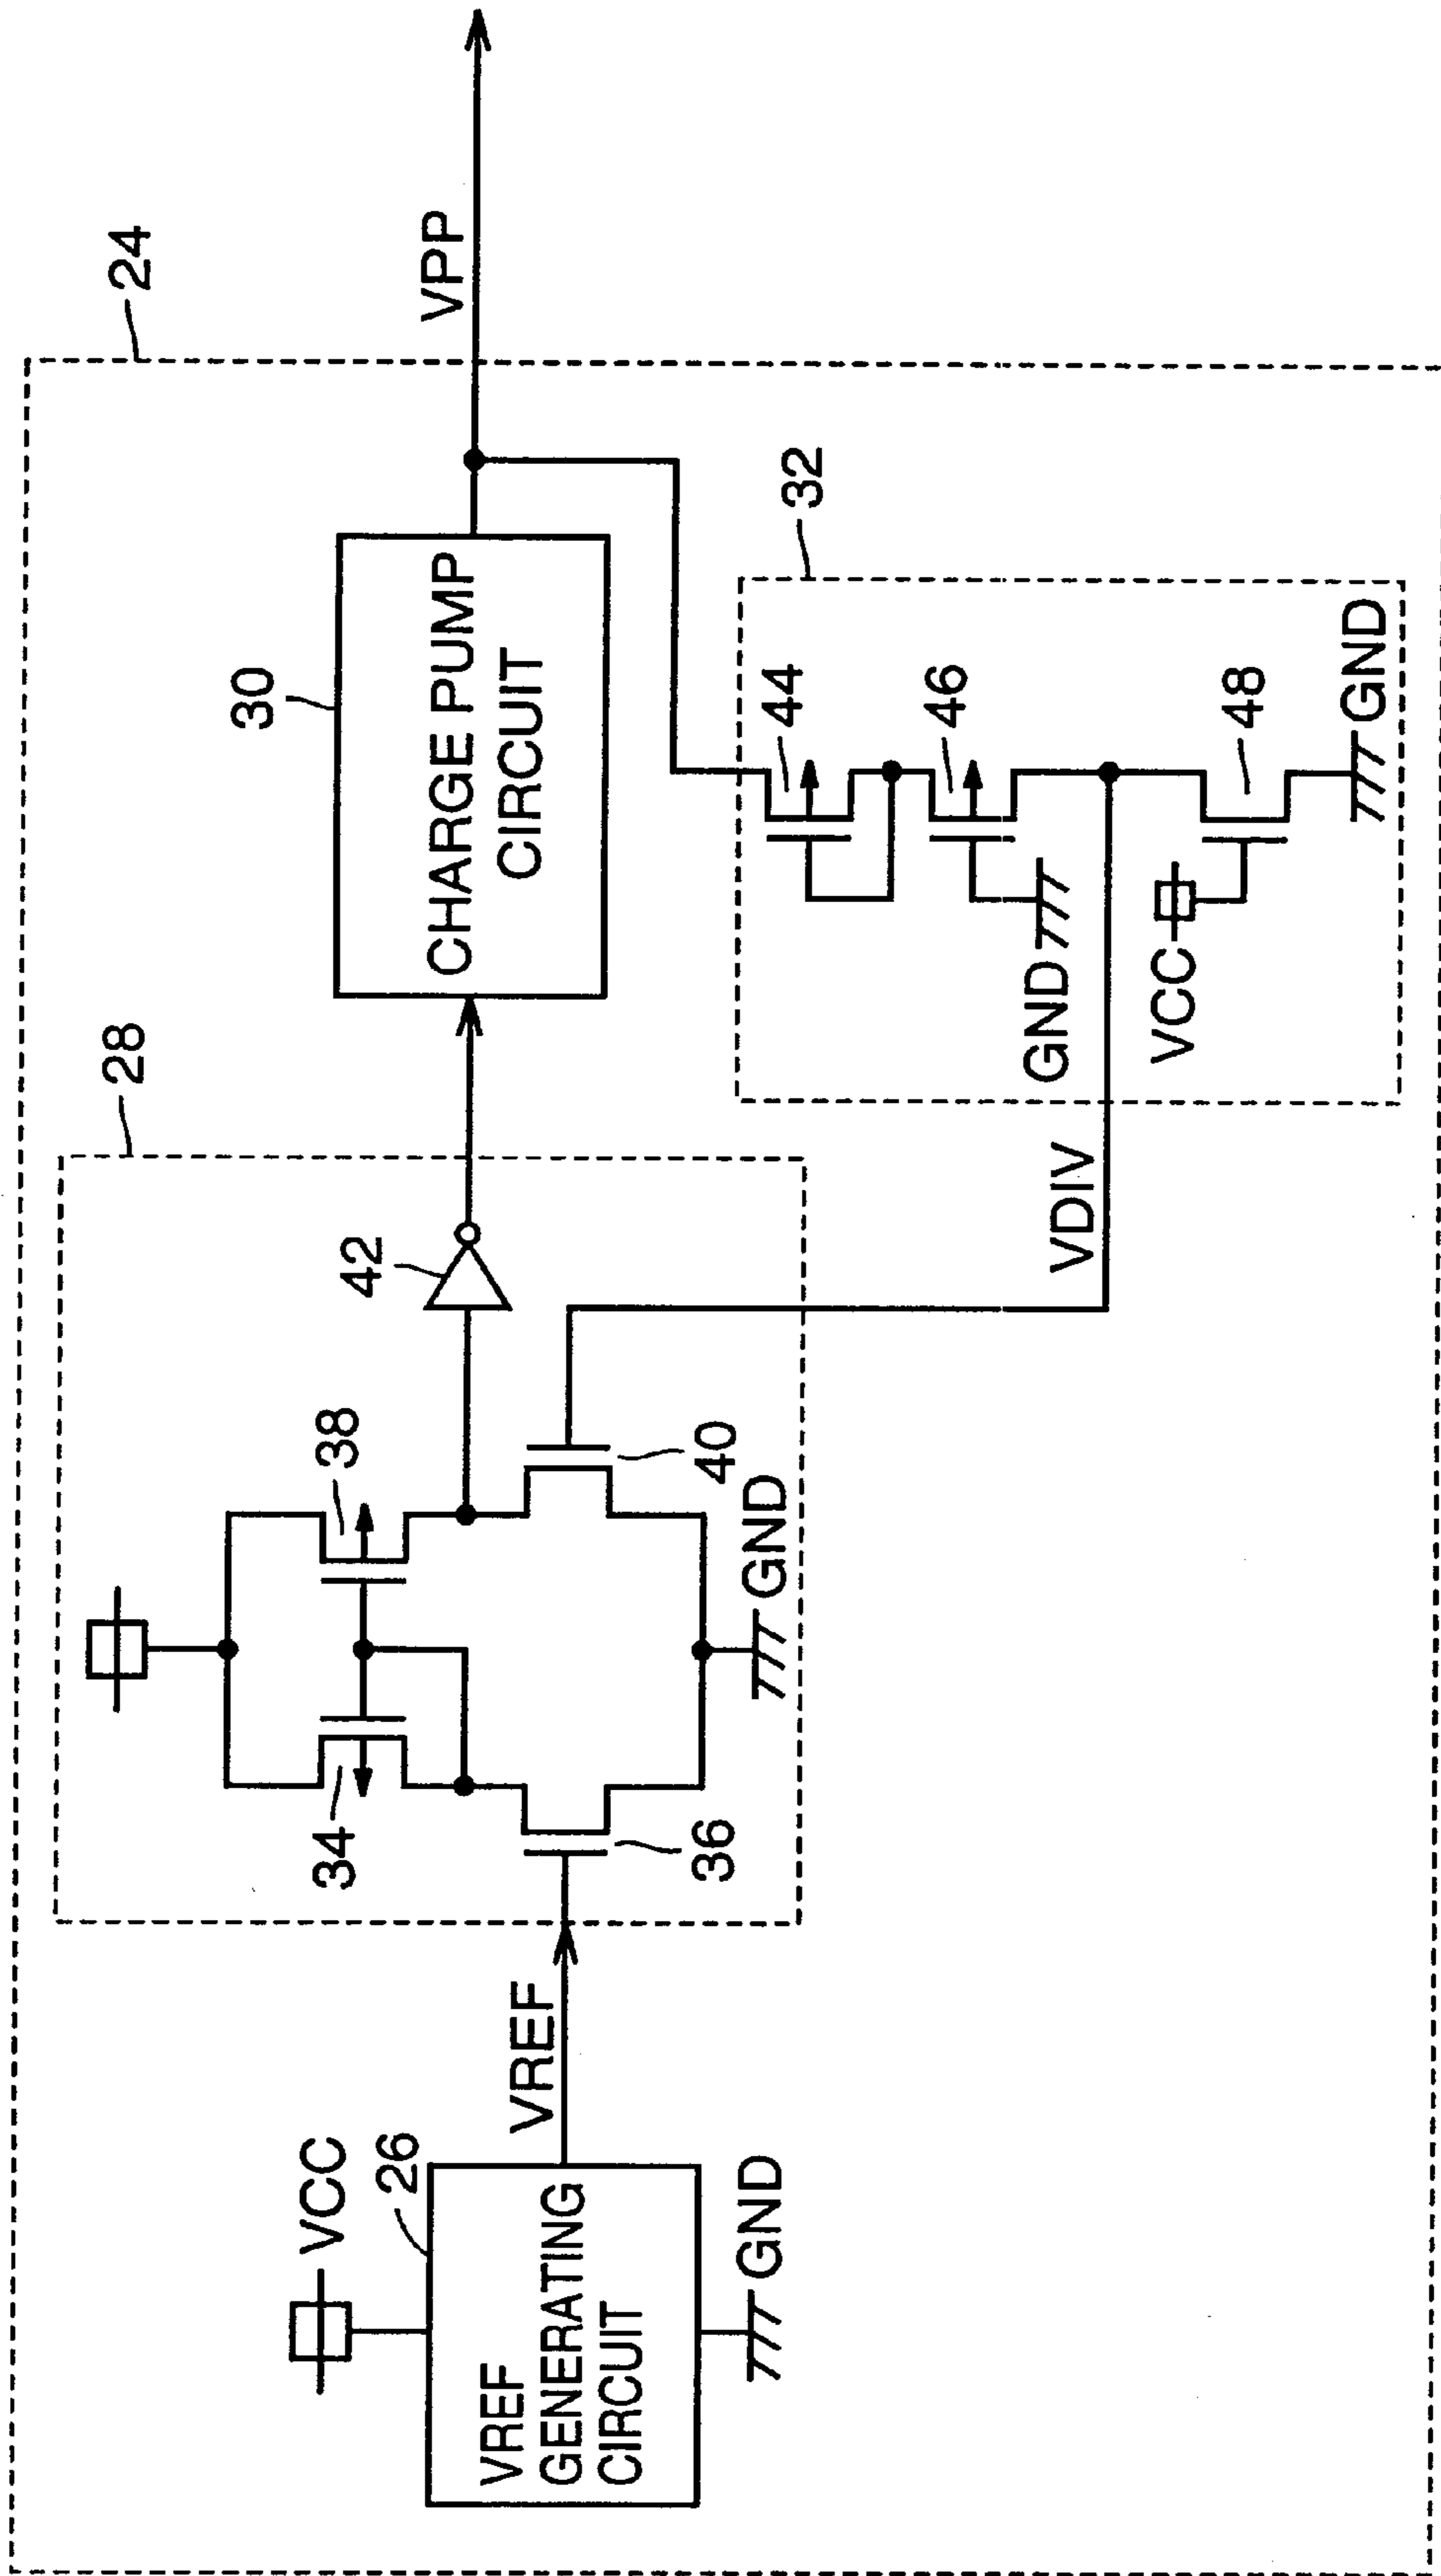 24
VPP
30
CHARGE PUMP
CIRCUIT
28
42
38
34
40
36
GND
VREF
VCC
26
VREF
GENERATING
CIRCUIT
GND
32
44
46
GND
VCC
48
GND
VDIV